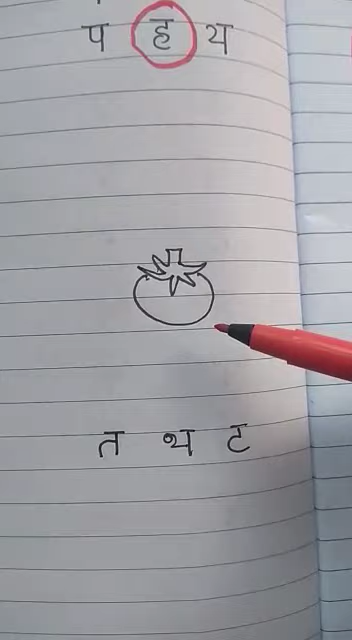 प ह य
त थ ट